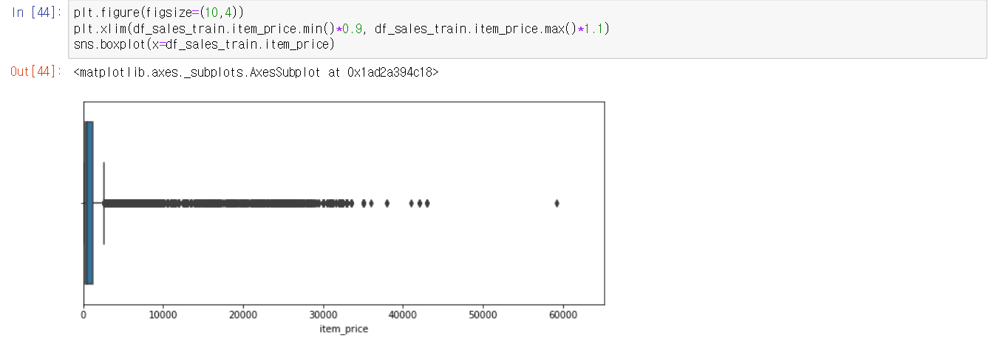 In [44]: plt.figure(figsize=(10,4))
plt.xlim(df_sales_train.item_price.min()*0.9, df_sales_train.item_price.max()*1.1)
sns.boxplot(x=df_sales_train.item_price)
Out[44]: <matplotlib.axes._subplots.AxesSubplot at 0x1ad2a394c18>
0 10000 20000 30000 40000 50000 60000
item_price